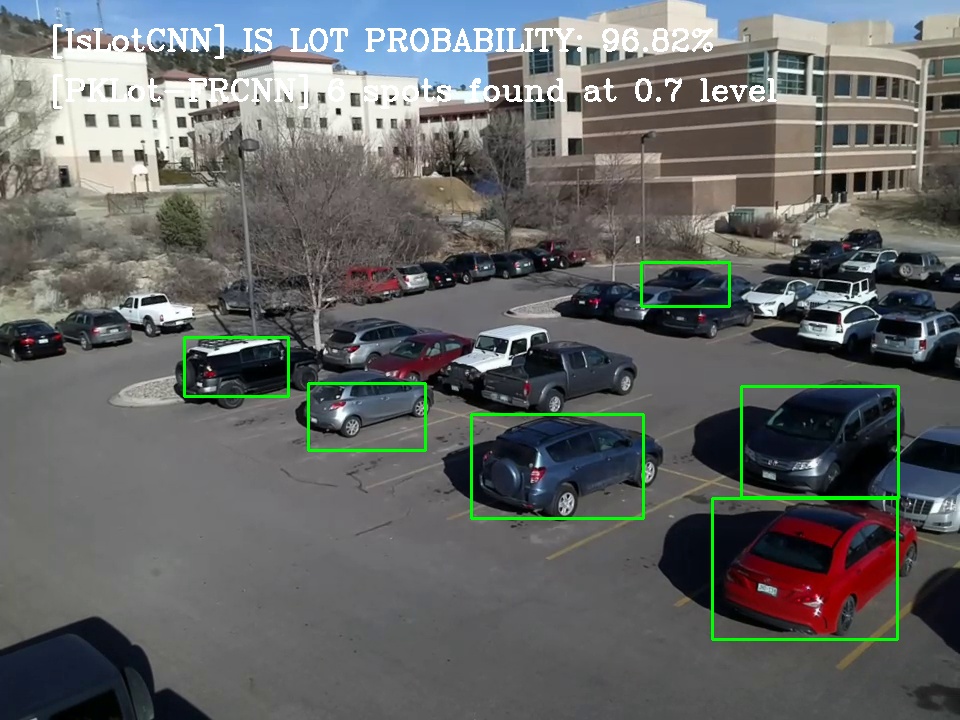 [IsLotCNN] IS LOT PROBABILITY: 96.82%
[PKLot-FRCNN] 6 spots found at 0.7 level